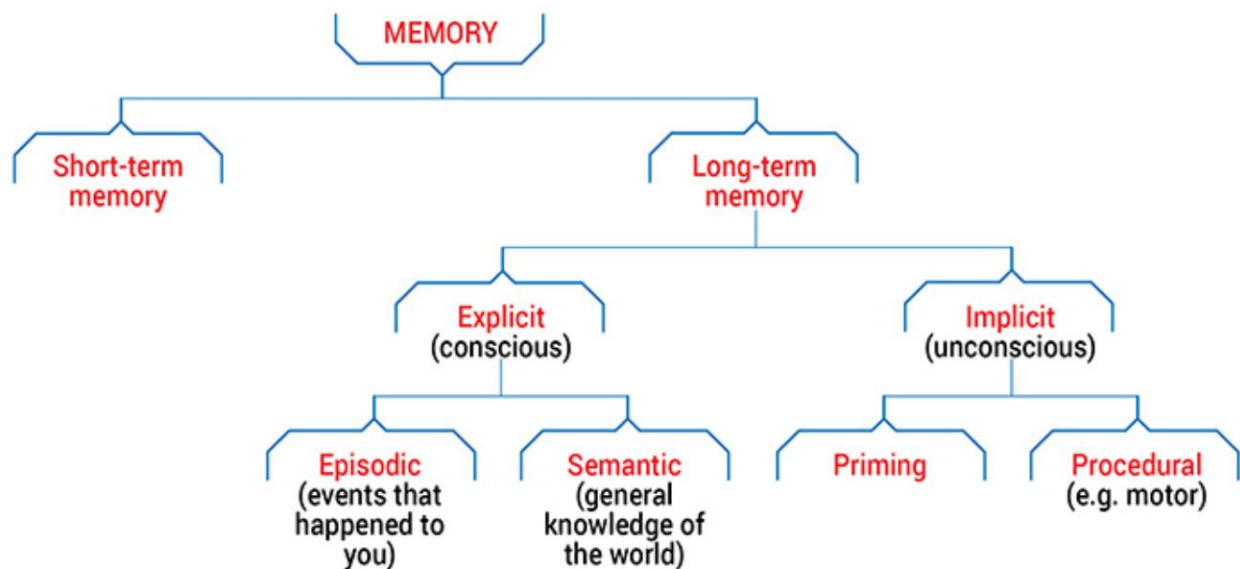 MEMORY
Short-term
memory
Long-term
memory
Explicit
(conscious)
Implicit
(unconscious)
Episodic
(events that
happened to
you)
Semantic
(general
knowledge of
the world)
Priming
Procedural
(e.g. motor)